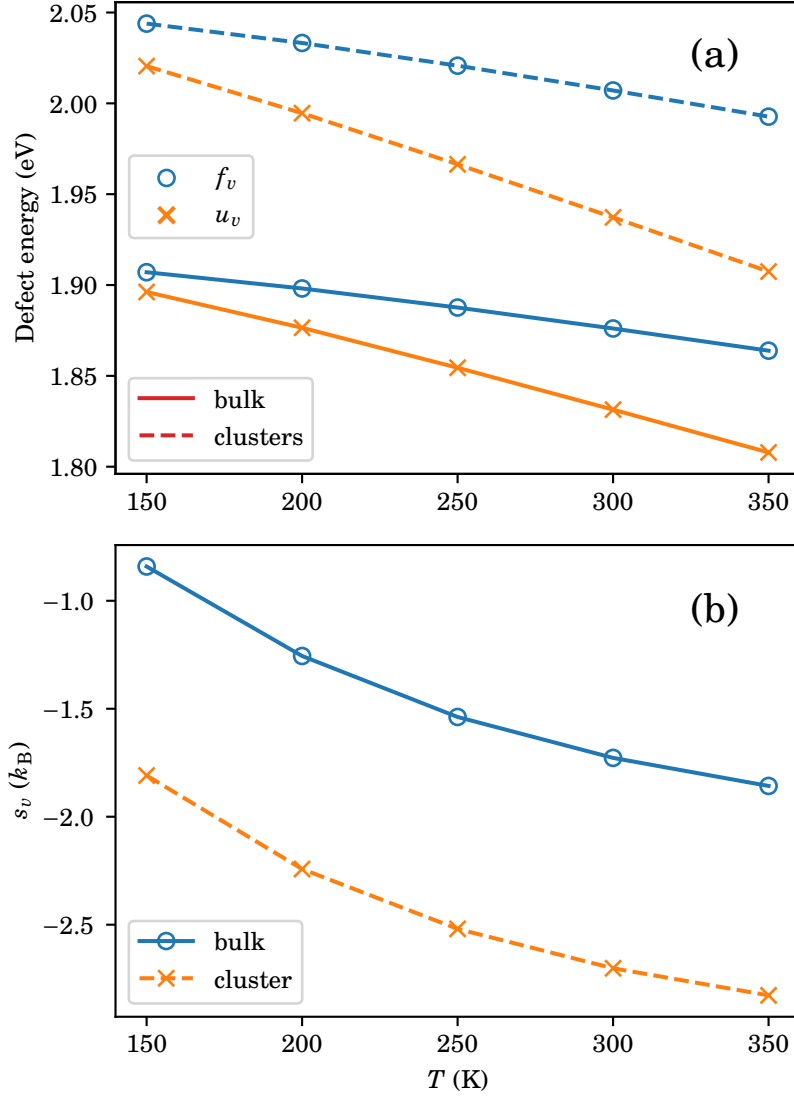 2.05
2.00
1.95
1.90
1.85
1.80
Defect energy (eV)
(a)
f_v
u_v
bulk
clusters
150 200 250 300 350
−1.0
−1.5
−2.0
−2.5
s_v (k_B)
(b)
bulk
cluster
150 200 250 300 350
T (K)